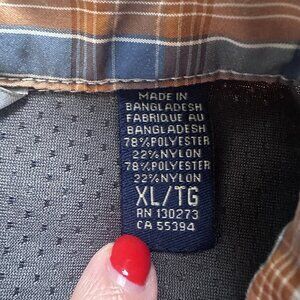 MADE IN
BANGLADESH
FABRIQUE AU
BANGLADESH
78%POLYESTER
22%NYLON
78%POLYESTER
22%NYLON
XL/TG
RN 130273
CA 55394